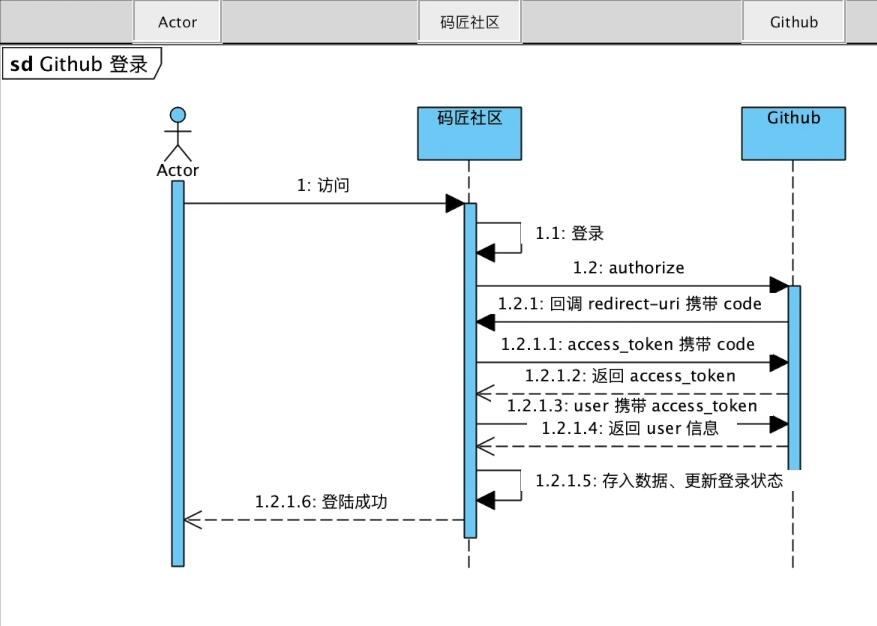 Actor
码匠社区
Github
sd Github 登录
码匠社区
Github
Actor
1: 访问
1.1: 登录
1.2: authorize
1.2.1: 回调 redirect-uri 携带 code
1.2.1.1: access_token 携带 code
1.2.1.2: 返回 access_token
1.2.1.3: user 携带 access_token
1.2.1.4: 返回 user 信息
1.2.1.5: 存入数据、更新登录状态
1.2.1.6: 登陆成功